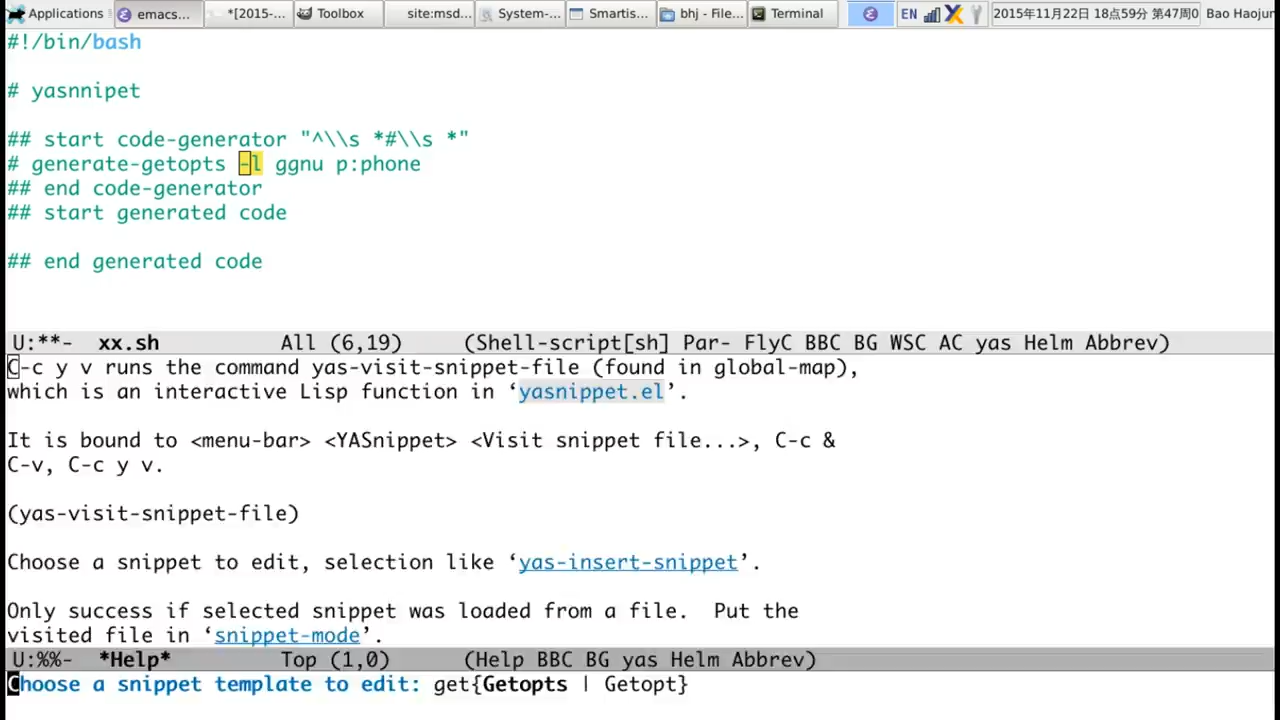 Applications emacs... *[2015-... Toolbox site:msd... System-... Smartis... bhj - File... Terminal EN 2015年11月22日 18点59分 第47周0 Bao Haojun
#!/bin/bash
# yasnnipet
## start code-generator "^\\s *#\\s *"
# generate-getopts -l ggnu p:phone
## end code-generator
## start generated code
## end generated code
U:**- xx.sh All (6,19) (Shell-script[sh] Par- FlyC BBC BG WSC AC yas Helm Abbrev)
C-c y v runs the command yas-visit-snippet-file (found in global-map),
which is an interactive Lisp function in ‘yasnippet.el’.
It is bound to <menu-bar> <YASnippet> <Visit snippet file...>, C-c &
C-v, C-c y v.
(yas-visit-snippet-file)
Choose a snippet to edit, selection like ‘yas-insert-snippet’.
Only success if selected snippet was loaded from a file.  Put the
visited file in ‘snippet-mode’.
U:%%- *Help* Top (1,0) (Help BBC BG yas Helm Abbrev)
Choose a snippet template to edit: get{Getopts | Getopt}